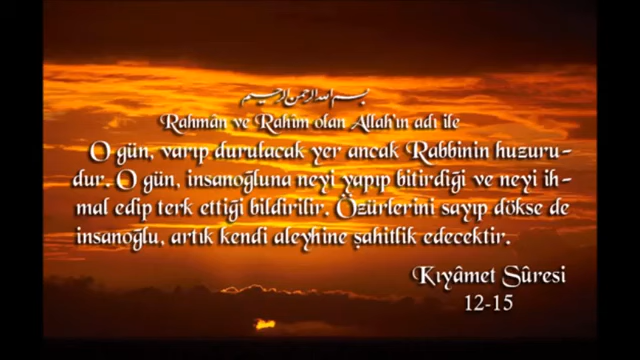 بسم الله الرحمن الرحيم
Rahmân ve Rahîm olan Allah'ın adı ile
O gün, varıp durulacak yer ancak Rabbinin huzuru-
dur. O gün, insanoğluna neyi yapıp bitirdiği ve neyi ih-
mal edip terk ettiği bildirilir. Özürlerini sayıp dökse de
insanoğlu, artık kendi aleyhine şahitlik edecektir.
Kıyâmet Sûresi
12-15